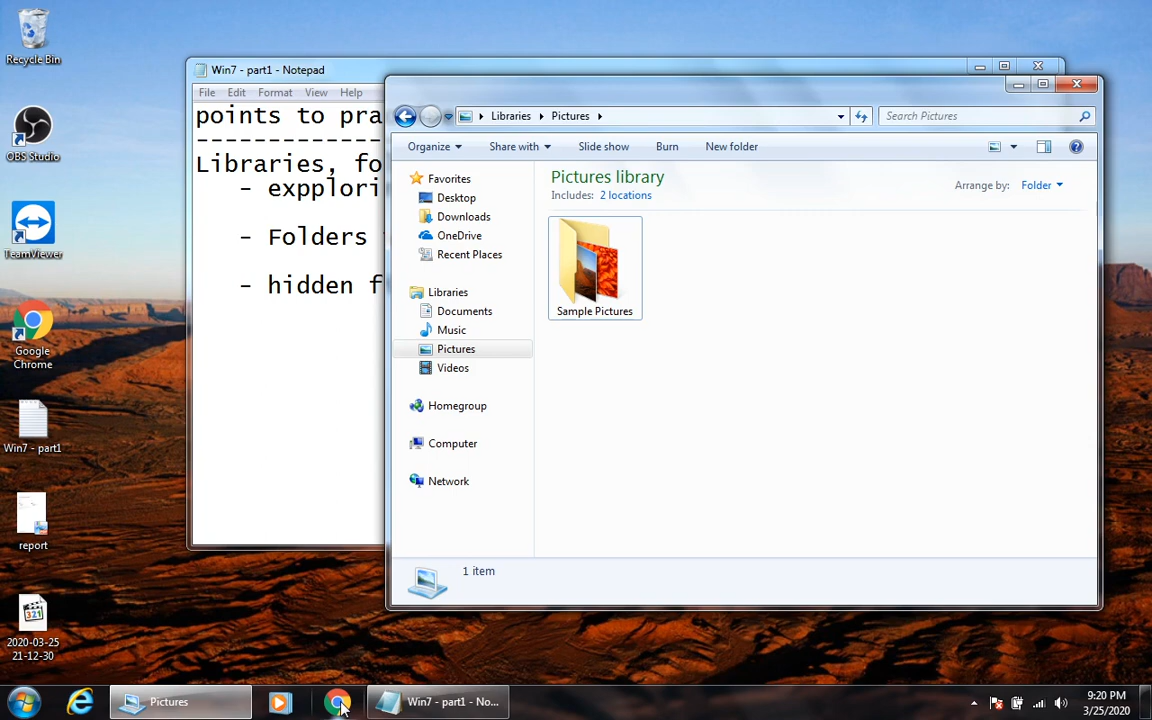 Recycle Bin
OBS Studio
TeamViewer
Google
Chrome
Win7 - part1
report
321
2020-03-25
21-12-30
Win7 - part1 - Notepad
File Edit Format View Help
points to pra
-------------
Libraries, fo
- expplori
- Folders
- hidden f
Libraries Pictures
Search Pictures
Organize Share with Slide show Burn New folder
Favorites
Desktop
Downloads
OneDrive
Recent Places
Libraries
Documents
Music
Pictures
Videos
Homegroup
Computer
Network
Pictures library
Includes: 2 locations
Arrange by: Folder
Sample Pictures
1 item
Pictures
Win7 - part1 - No...
9:20 PM
3/25/2020